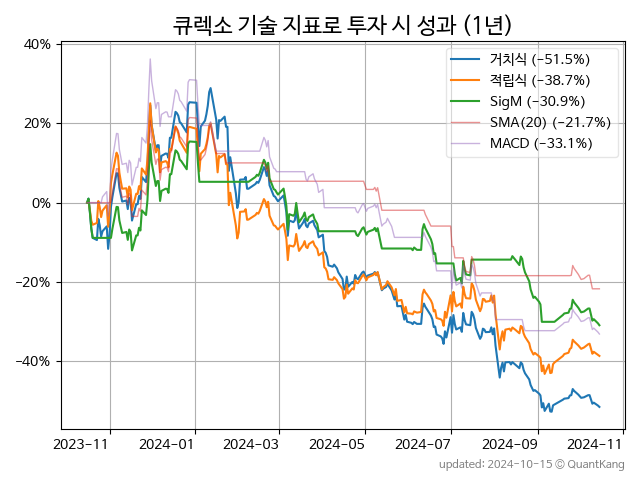 큐렉소 기술 지표로 투자 시 성과 (1년)
40%
20%
0%
−20%
−40%
거치식 (−51.5%)
적립식 (−38.7%)
SigM (−30.9%)
SMA(20) (−21.7%)
MACD (−33.1%)
2023-11 2024-01 2024-03 2024-05 2024-07 2024-09 2024-11
updated: 2024-10-15 © QuantKang